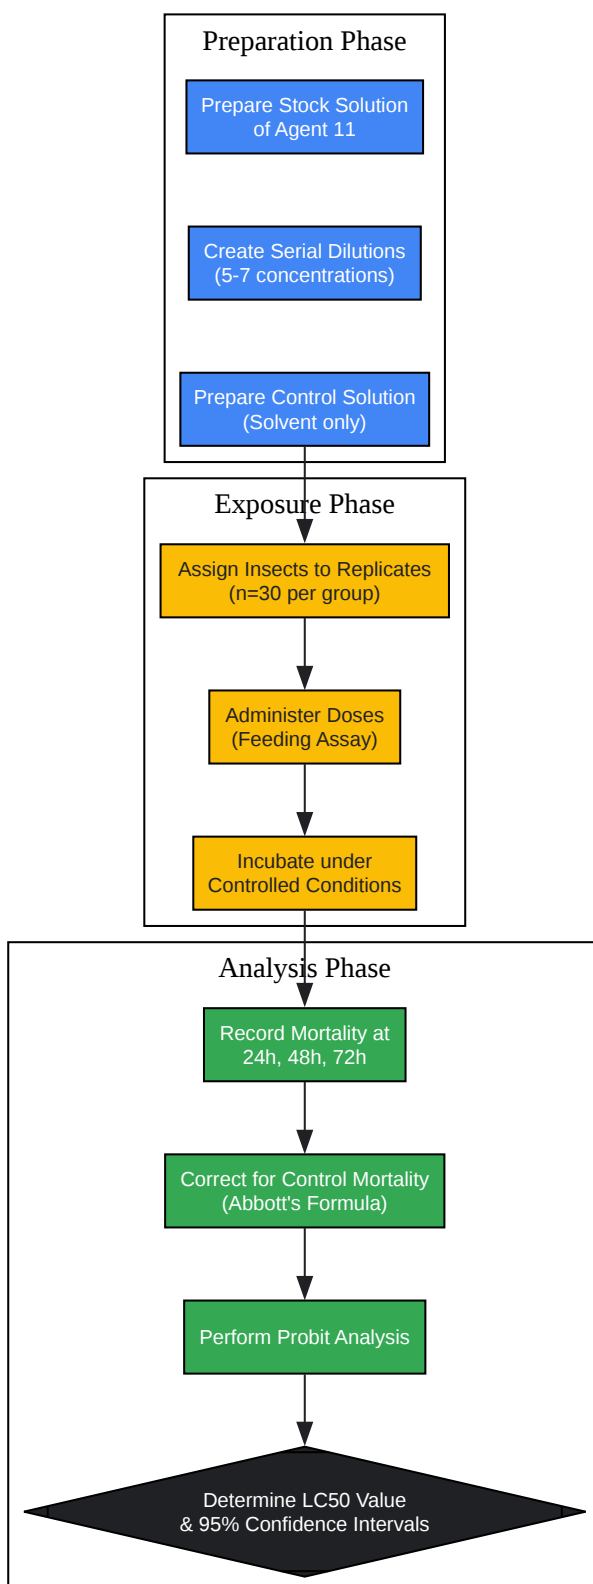 Preparation Phase
Prepare Stock Solution
of Agent 11
Create Serial Dilutions
(5-7 concentrations)
Prepare Control Solution
(Solvent only)
Exposure Phase
Assign Insects to Replicates
(n=30 per group)
Administer Doses
(Feeding Assay)
Incubate under
Controlled Conditions
Analysis Phase
Record Mortality at
24h, 48h, 72h
Correct for Control Mortality
(Abbott's Formula)
Perform Probit Analysis
Determine LC50 Value
& 95% Confidence Intervals